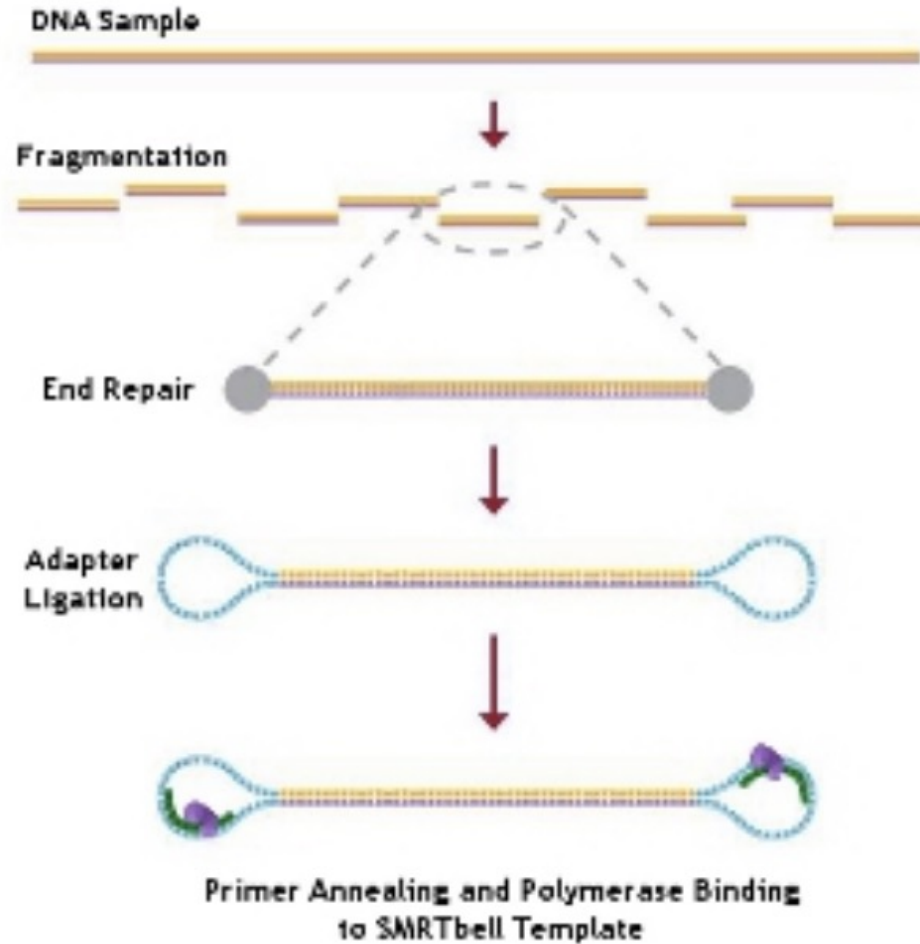 DNA Sample
Fragmentation
End Repair
Adapter
Ligation
Primer Annealing and Polymerase Binding
to SMRTbell Template